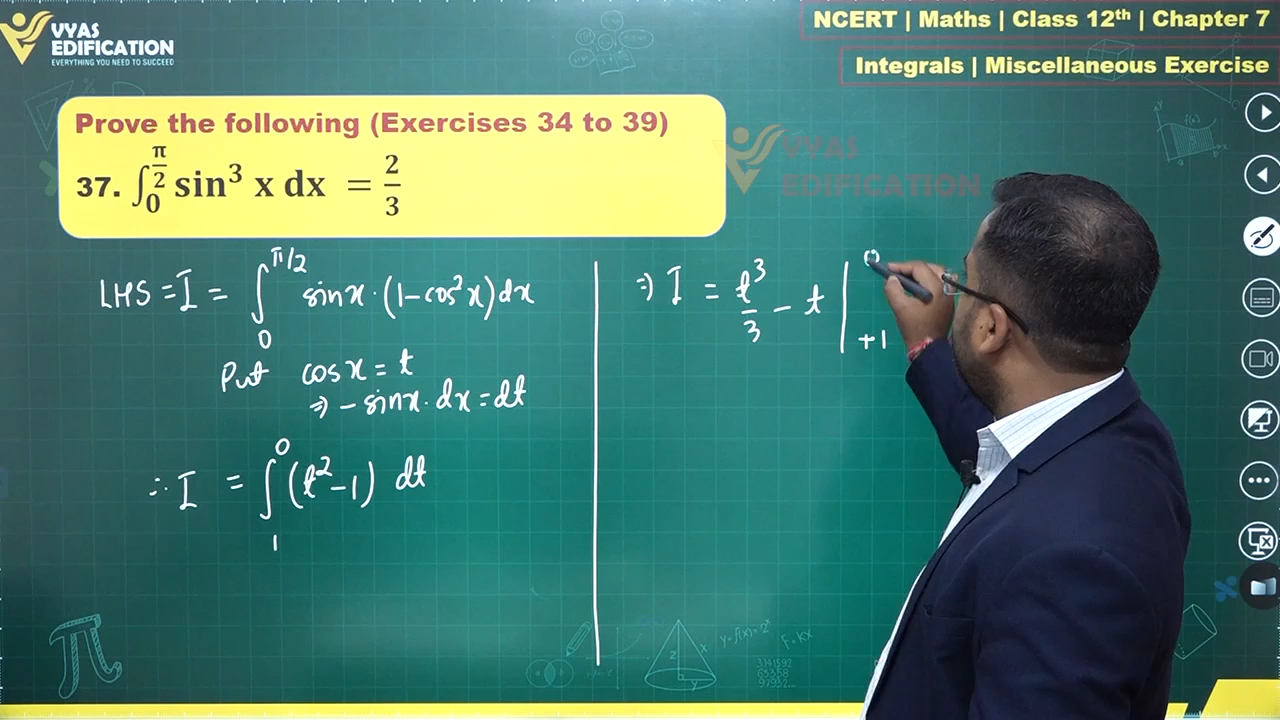 VYAS
EDIFICATION
EVERYTHING YOU NEED TO SUCCEED
NCERT | Maths | Class 12th | Chapter 7
Integrals | Miscellaneous Exercise
Prove the following (Exercises 34 to 39)
37. ∫₀^(π/2) sin³ x dx = 2/3
VYAS
EDIFICATION
LHS = I = ∫₀^(π/2) sinx · (1 − cos²x) dx
Put cosx = t
⇒ − sinx · dx = dt
∴ I = ∫₁⁰ (t² − 1) dt
⇒ I = t³/3 − t |₊₁⁰